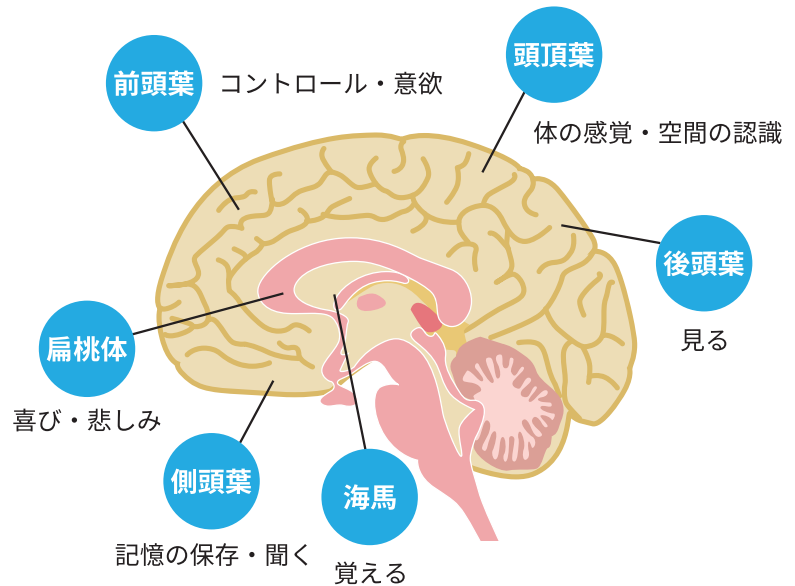 前頭葉
コントロール・意欲
頭頂葉
体の感覚・空間の認識
後頭葉
見る
扁桃体
喜び・悲しみ
側頭葉
記憶の保存・聞く
海馬
覚える